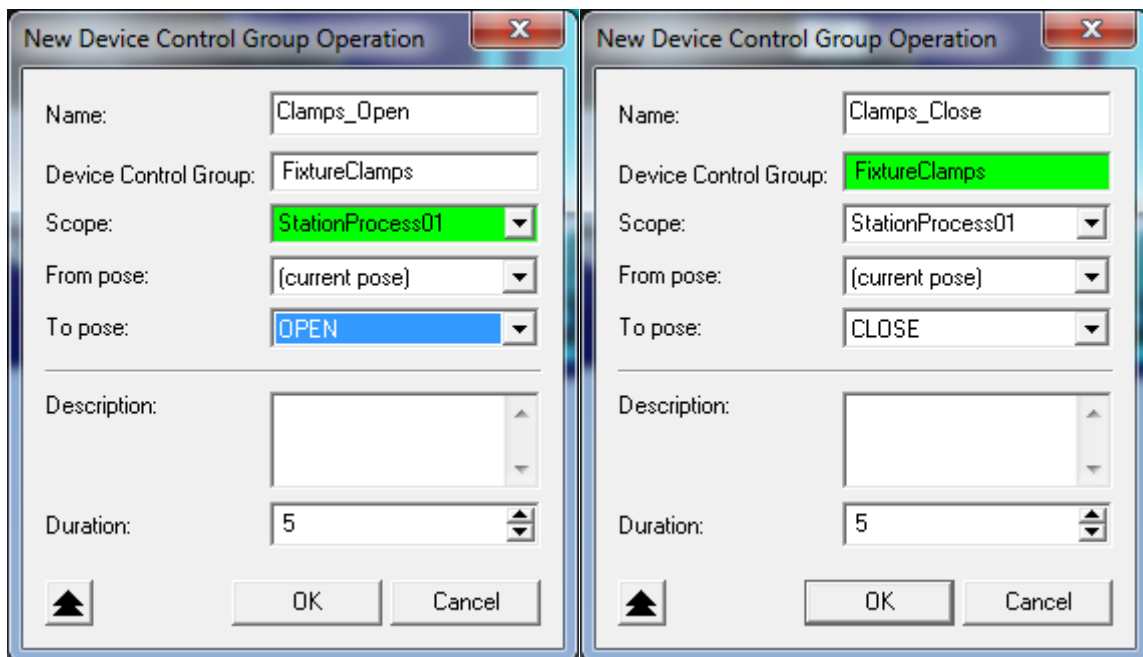 New Device Control Group Operation
Name: Clamps_Open
Device Control Group: FixtureClamps
Scope: StationProcess01
From pose: (current pose)
To pose: OPEN
Description:
Duration: 5
OK Cancel
New Device Control Group Operation
Name: Clamps_Close
Device Control Group: FixtureClamps
Scope: StationProcess01
From pose: (current pose)
To pose: CLOSE
Description:
Duration: 5
OK Cancel